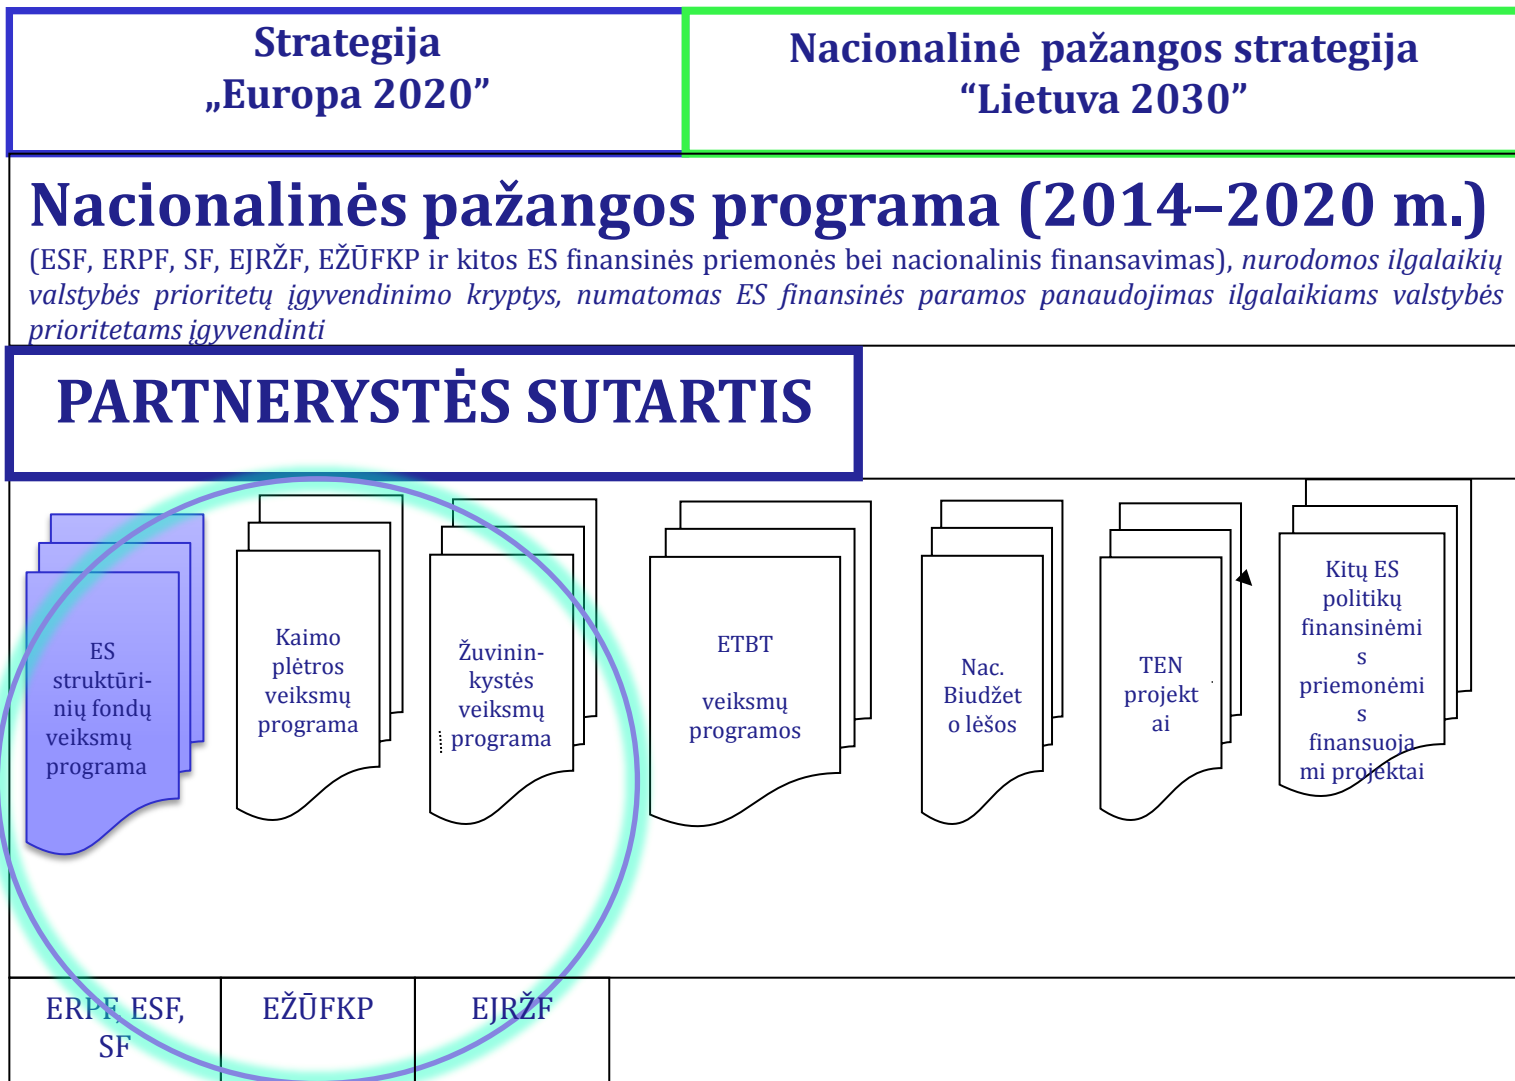 Strategija
„Europa 2020”
Nacionalinė pažangos strategija
“Lietuva 2030”
Nacionalinės pažangos programa (2014–2020 m.)
(ESF, ERPF, SF, EJRŽF, EŽŪFKP ir kitos ES finansinės priemonės bei nacionalinis finansavimas), nurodomos ilgalaikių
valstybės prioritetų įgyvendinimo kryptys, numatomas ES finansinės paramos panaudojimas ilgalaikiams valstybės
prioritetams įgyvendinti
PARTNERYSTĖS SUTARTIS
ES
struktūri-
nių fondų
veiksmų
programa
Kaimo
plėtros
veiksmų
programa
Žuvinin-
kystės
veiksmų
programa
ETBT
veiksmų
programos
Nac.
Biudžet
o lėšos
TEN
projekt
ai
Kitų ES
politikų
finansinėmi
s
priemonėmi
s
finansuoja
mi projektai
ERPF, ESF,
SF
EŽŪFKP
EJRŽF